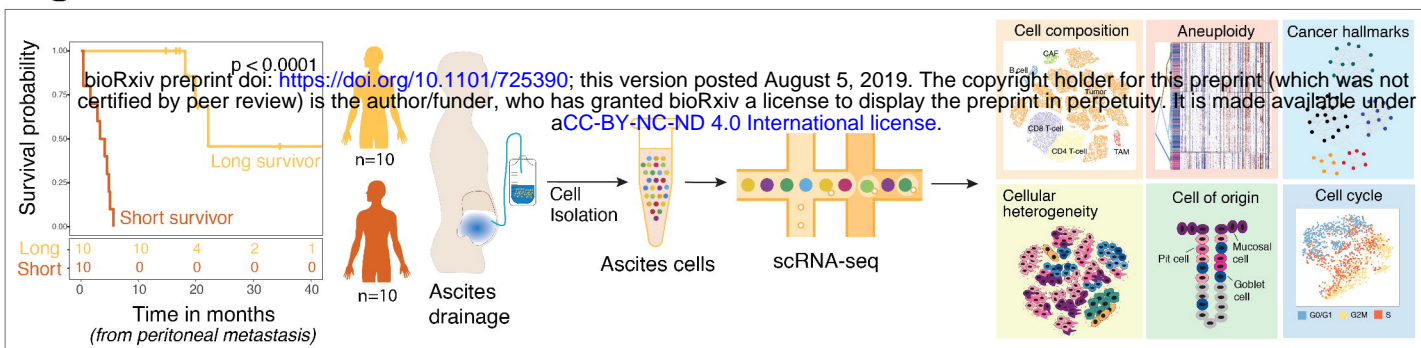 Survival probability
1.00
0.50
0.25
0.00
p < 0.0001
Long survivor
Short survivor
Long 10 10 4 2 1
Short 10 0 0 0 0
0 10 20 30 40
Time in months
(from peritoneal metastasis)
bioRxiv preprint doi: https://doi.org/10.1101/725390; this version posted August 5, 2019. The copyright holder for this preprint (which was not
certified by peer review) is the author/funder, who has granted bioRxiv a license to display the preprint in perpetuity. It is made available under
aCC-BY-NC-ND 4.0 International license.
n=10
n=10
Ascites
drainage
Cell
Isolation
Ascites cells
scRNA-seq
Cell composition
CAF
B cell
Tumor
CD8 T-cell
CD4 T-cell
TAM
Aneuploidy
Cancer hallmarks
Cellular
heterogeneity
Cell of origin
Pit cell
Mucosal
cell
Goblet
cell
Cell cycle
G0/G1 G2M S